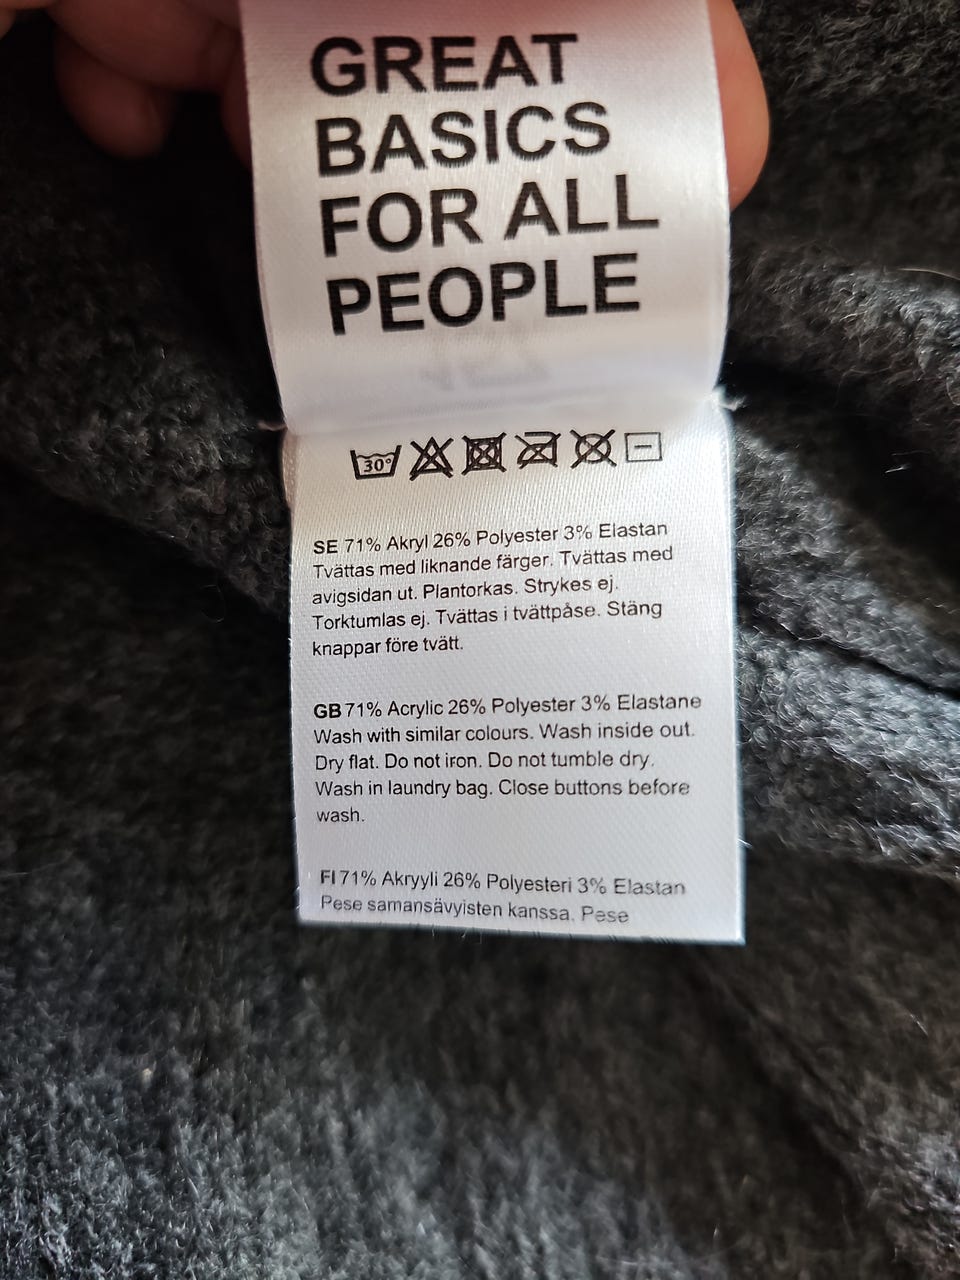 GREAT
BASICS
FOR ALL
PEOPLE
30°
SE 71% Akryl 26% Polyester 3% Elastan
Tvättas med liknande färger. Tvättas med
avigsidan ut. Plantorkas. Strykes ej.
Torktumlas ej. Tvättas i tvättpåse. Stäng
knappar före tvätt.
GB 71% Acrylic 26% Polyester 3% Elastane
Wash with similar colours. Wash inside out.
Dry flat. Do not iron. Do not tumble dry.
Wash in laundry bag. Close buttons before
wash.
FI 71% Akryyli 26% Polyesteri 3% Elastan
Pese samansävyisten kanssa. Pese